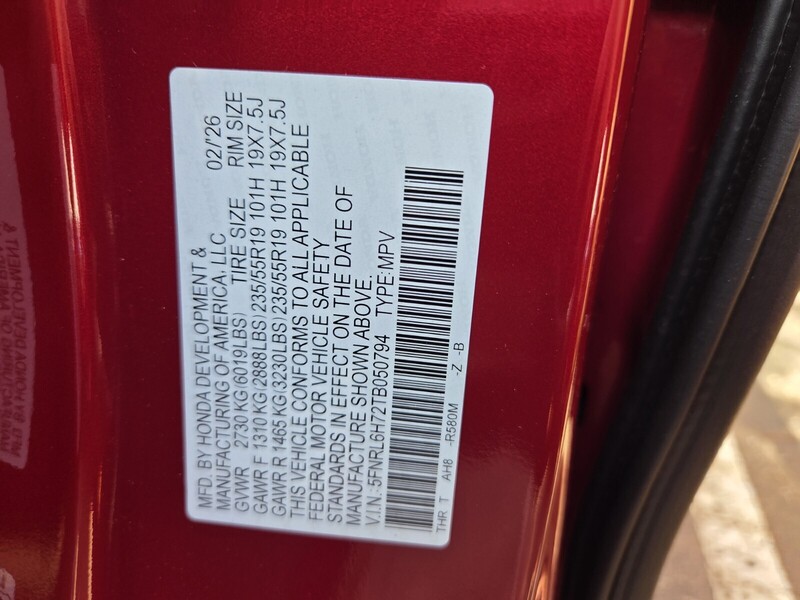 MFD. BY HONDA DEVELOPMENT &
MANUFACTURING OF AMERICA, LLC 02/'26
GVWR 2730 KG(6019LBS) TIRE SIZE RIM SIZE
GAWR F 1310 KG(2888LBS) 235/55R19 101H 19X7.5J
GAWR R 1465 KG(3230LBS) 235/55R19 101H 19X7.5J
THIS VEHICLE CONFORMS TO ALL APPLICABLE
FEDERAL MOTOR VEHICLE SAFETY
STANDARDS IN EFFECT ON THE DATE OF
MANUFACTURE SHOWN ABOVE.
V.I.N.: 5FNRL6H72TB050794 TYPE:MPV
THR T AH8 -R580M -Z -B